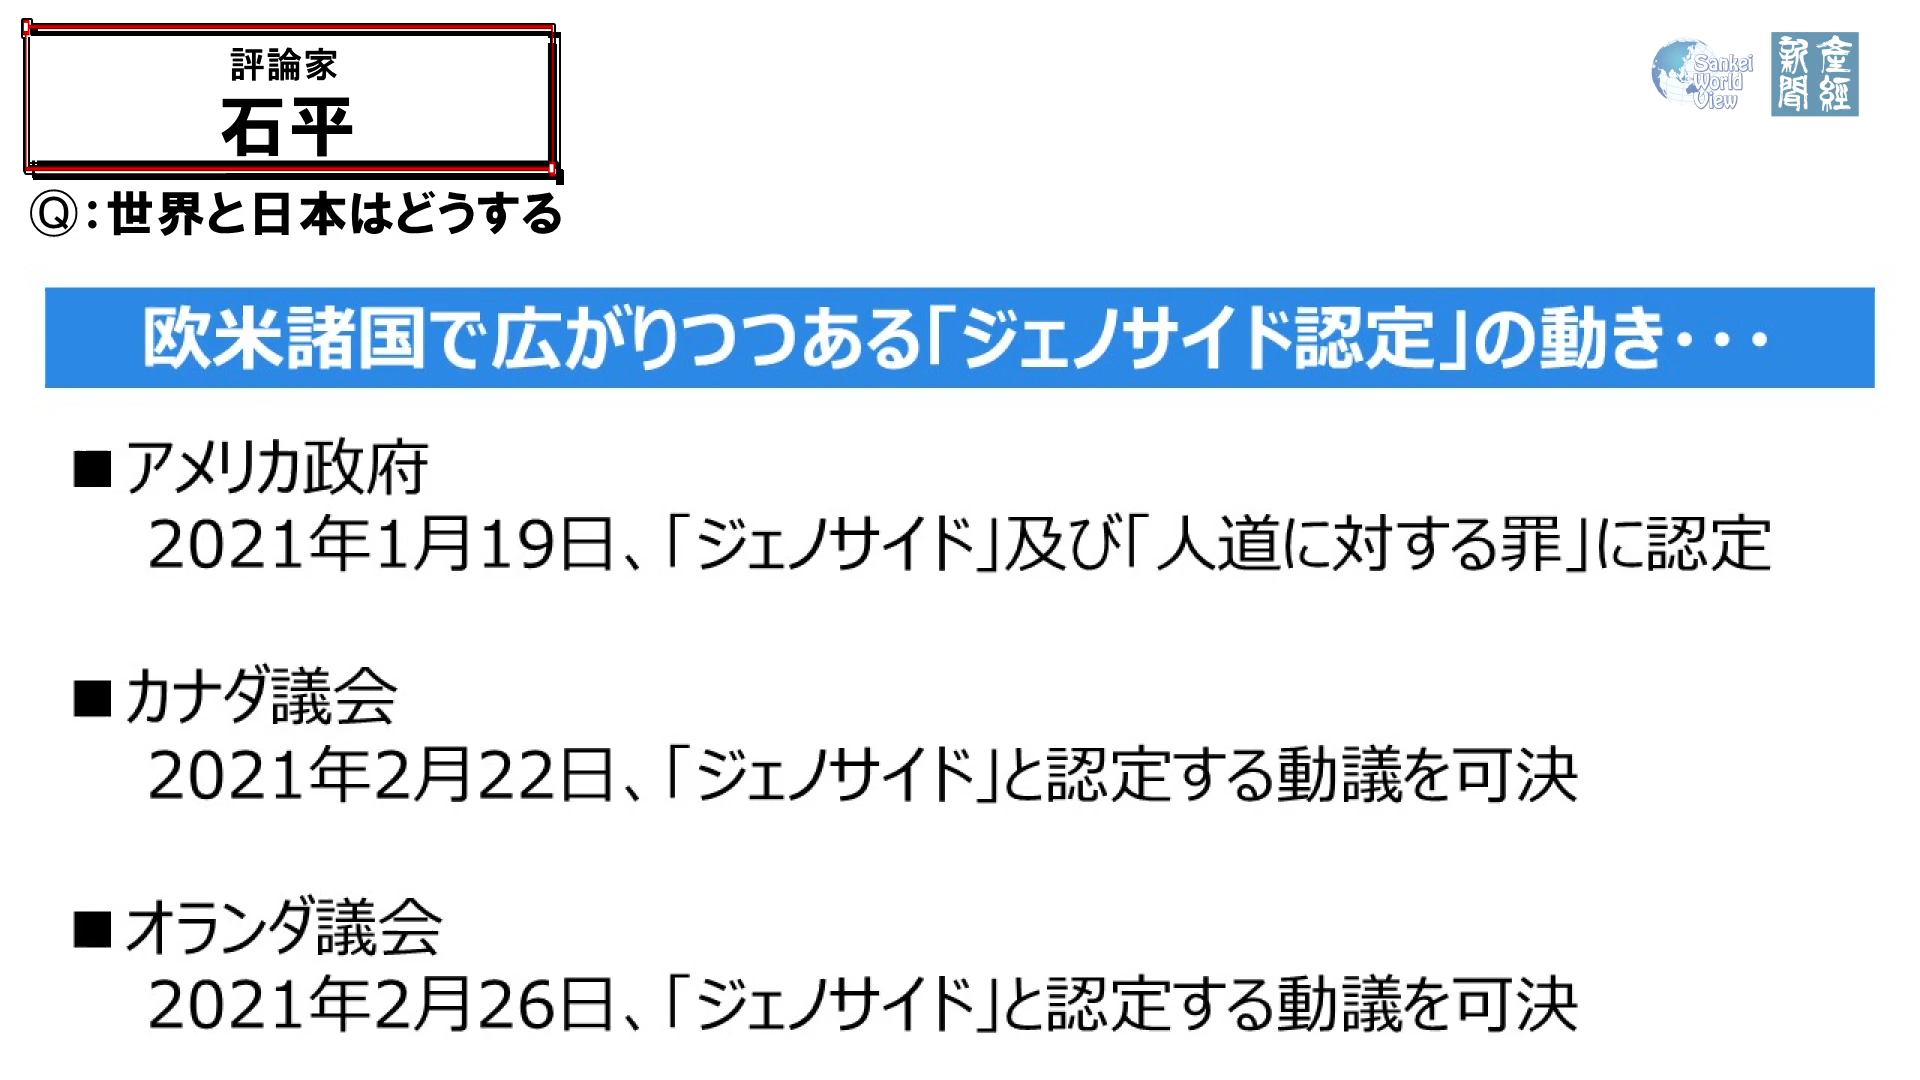 評論家
石平
Ⓠ：世界と日本はどうする
Sankei
World
View
産経
新聞
欧米諸国で広がりつつある「ジェノサイド認定」の動き・・・
■アメリカ政府
2021年1月19日、「ジェノサイド」及び「人道に対する罪」に認定
■カナダ議会
2021年2月22日、「ジェノサイド」と認定する動議を可決
■オランダ議会
2021年2月26日、「ジェノサイド」と認定する動議を可決